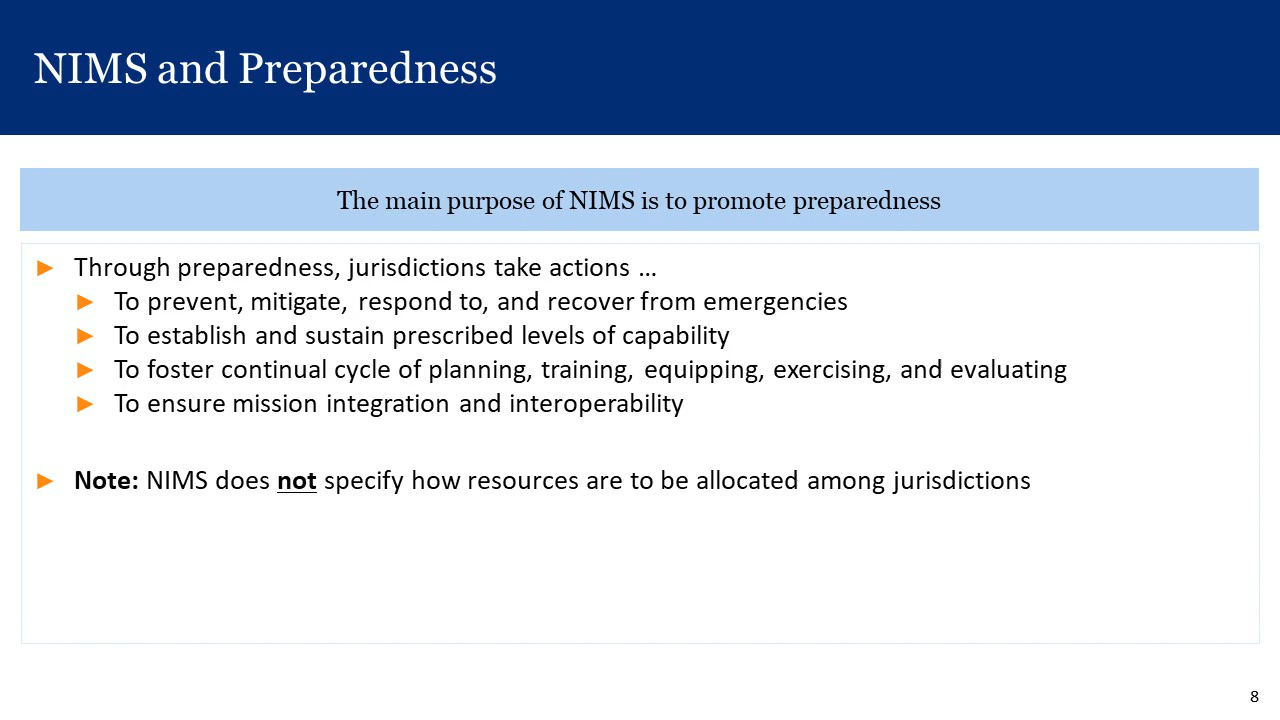 NIMS and Preparedness
The main purpose of NIMS is to promote preparedness
► Through preparedness, jurisdictions take actions …
► To prevent, mitigate, respond to, and recover from emergencies
► To establish and sustain prescribed levels of capability
► To foster continual cycle of planning, training, equipping, exercising, and evaluating
► To ensure mission integration and interoperability
► Note: NIMS does not specify how resources are to be allocated among jurisdictions
8